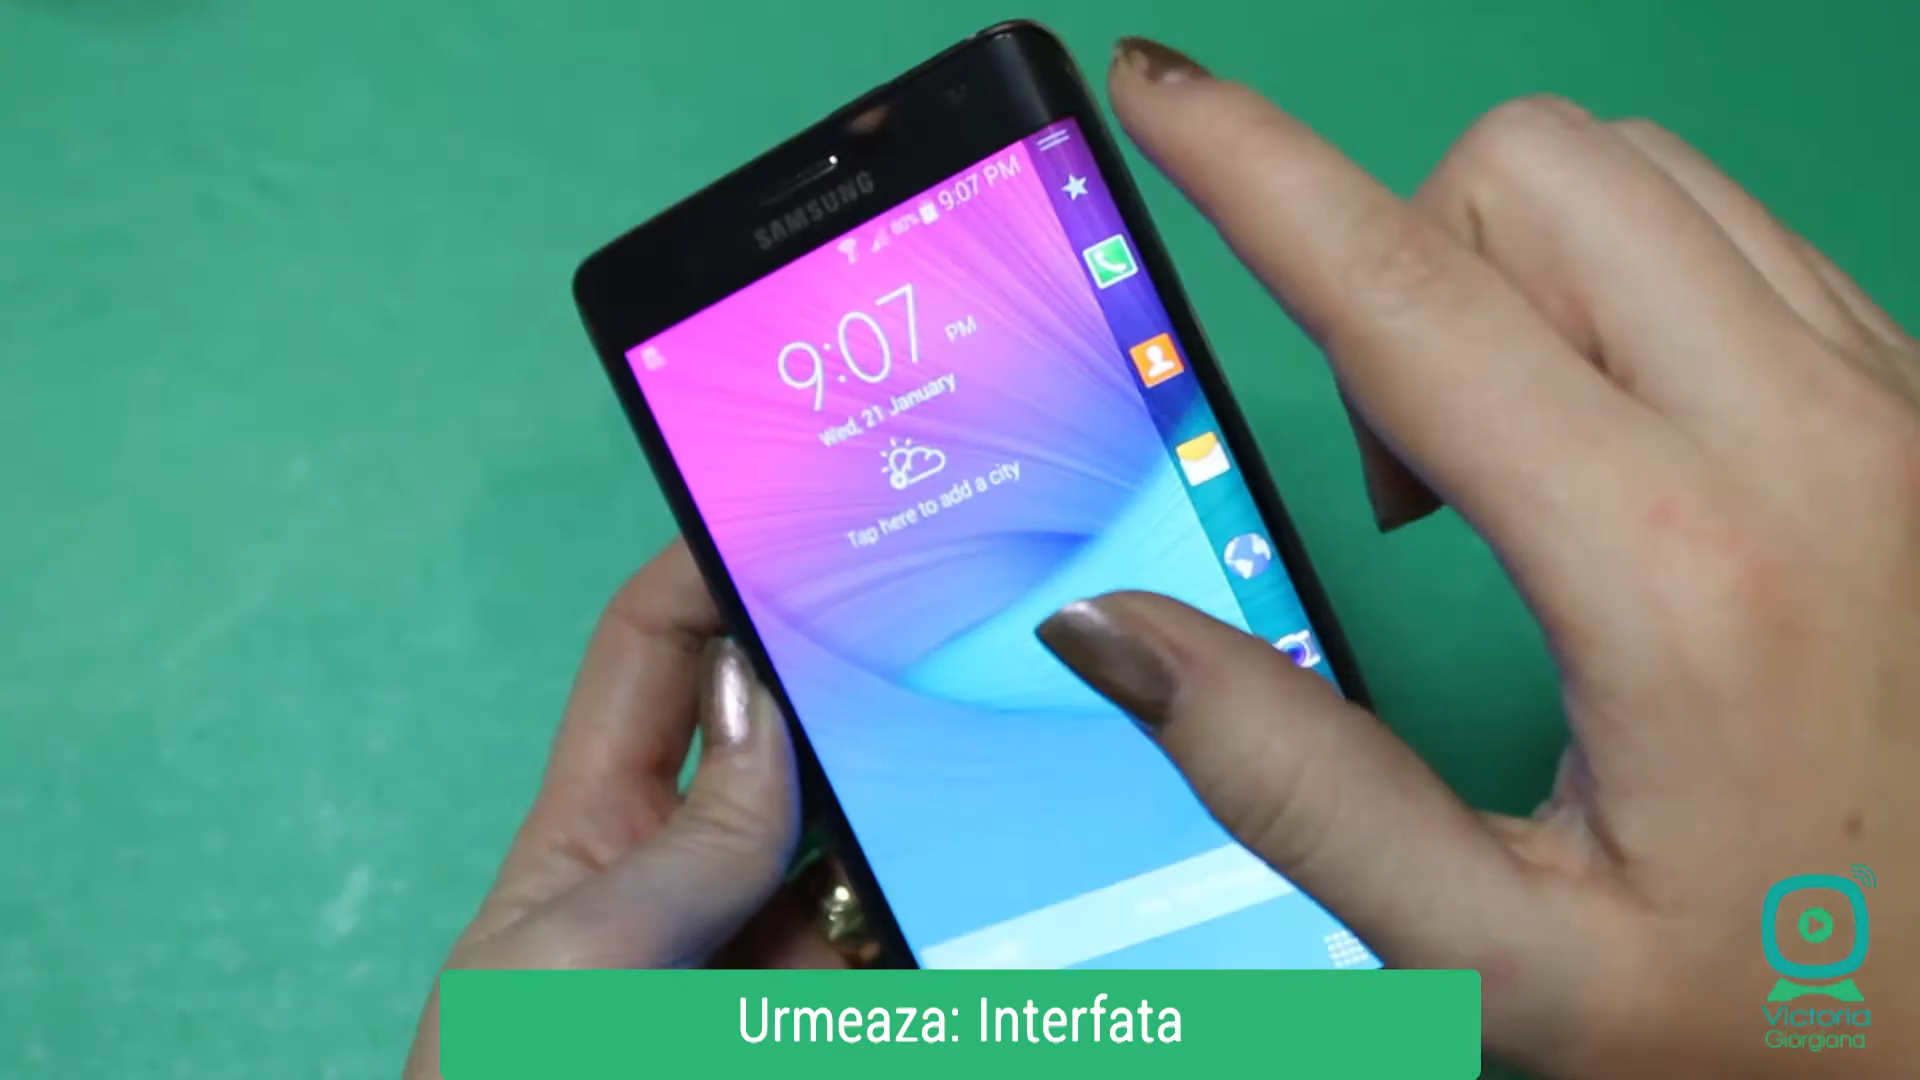 SAMSUNG
80% 9:07 PM
9:07 PM
Wed, 21 January
Tap here to add a city
Urmeaza: Interfata
Victoria
Giorgiana